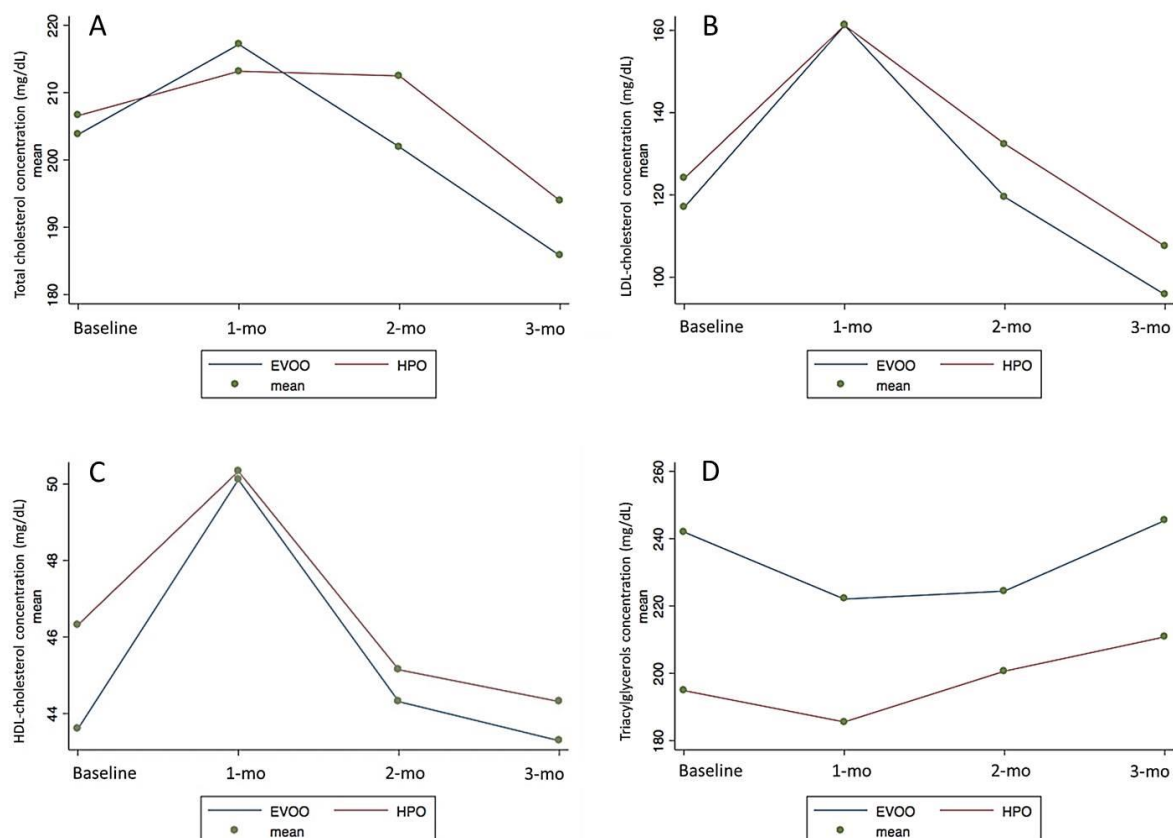 A
Total cholesterol concentration (mg/dL)
mean
220
210
200
190
180
Baseline 1-mo 2-mo 3-mo
EVOO HPO
mean
B
LDL-cholesterol concentration (mg/dL)
mean
160
140
120
100
Baseline 1-mo 2-mo 3-mo
EVOO HPO
mean
C
HDL-cholesterol concentration (mg/dL)
mean
50
48
46
44
Baseline 1-mo 2-mo 3-mo
EVOO HPO
mean
D
Triacylglycerols concentration (mg/dL)
mean
260
240
220
200
180
Baseline 1-mo 2-mo 3-mo
EVOO HPO
mean